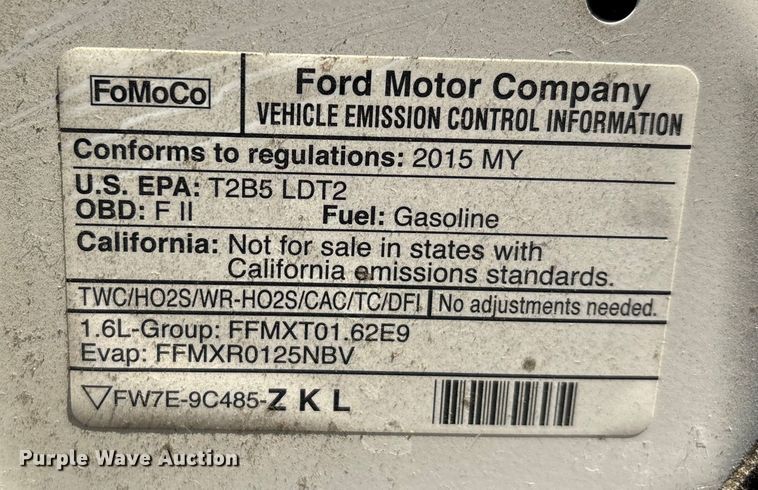 FoMoCo
Ford Motor Company
VEHICLE EMISSION CONTROL INFORMATION
Conforms to regulations: 2015 MY
U.S. EPA: T2B5 LDT2
OBD: F II Fuel: Gasoline
California: Not for sale in states with
California emissions standards.
TWC/HO2S/WR-HO2S/CAC/TC/DFI No adjustments needed.
1.6L-Group: FFMXT01.62E9
Evap: FFMXR0125NBV
▽FW7E-9C485-Z K L
Purple Wave Auction